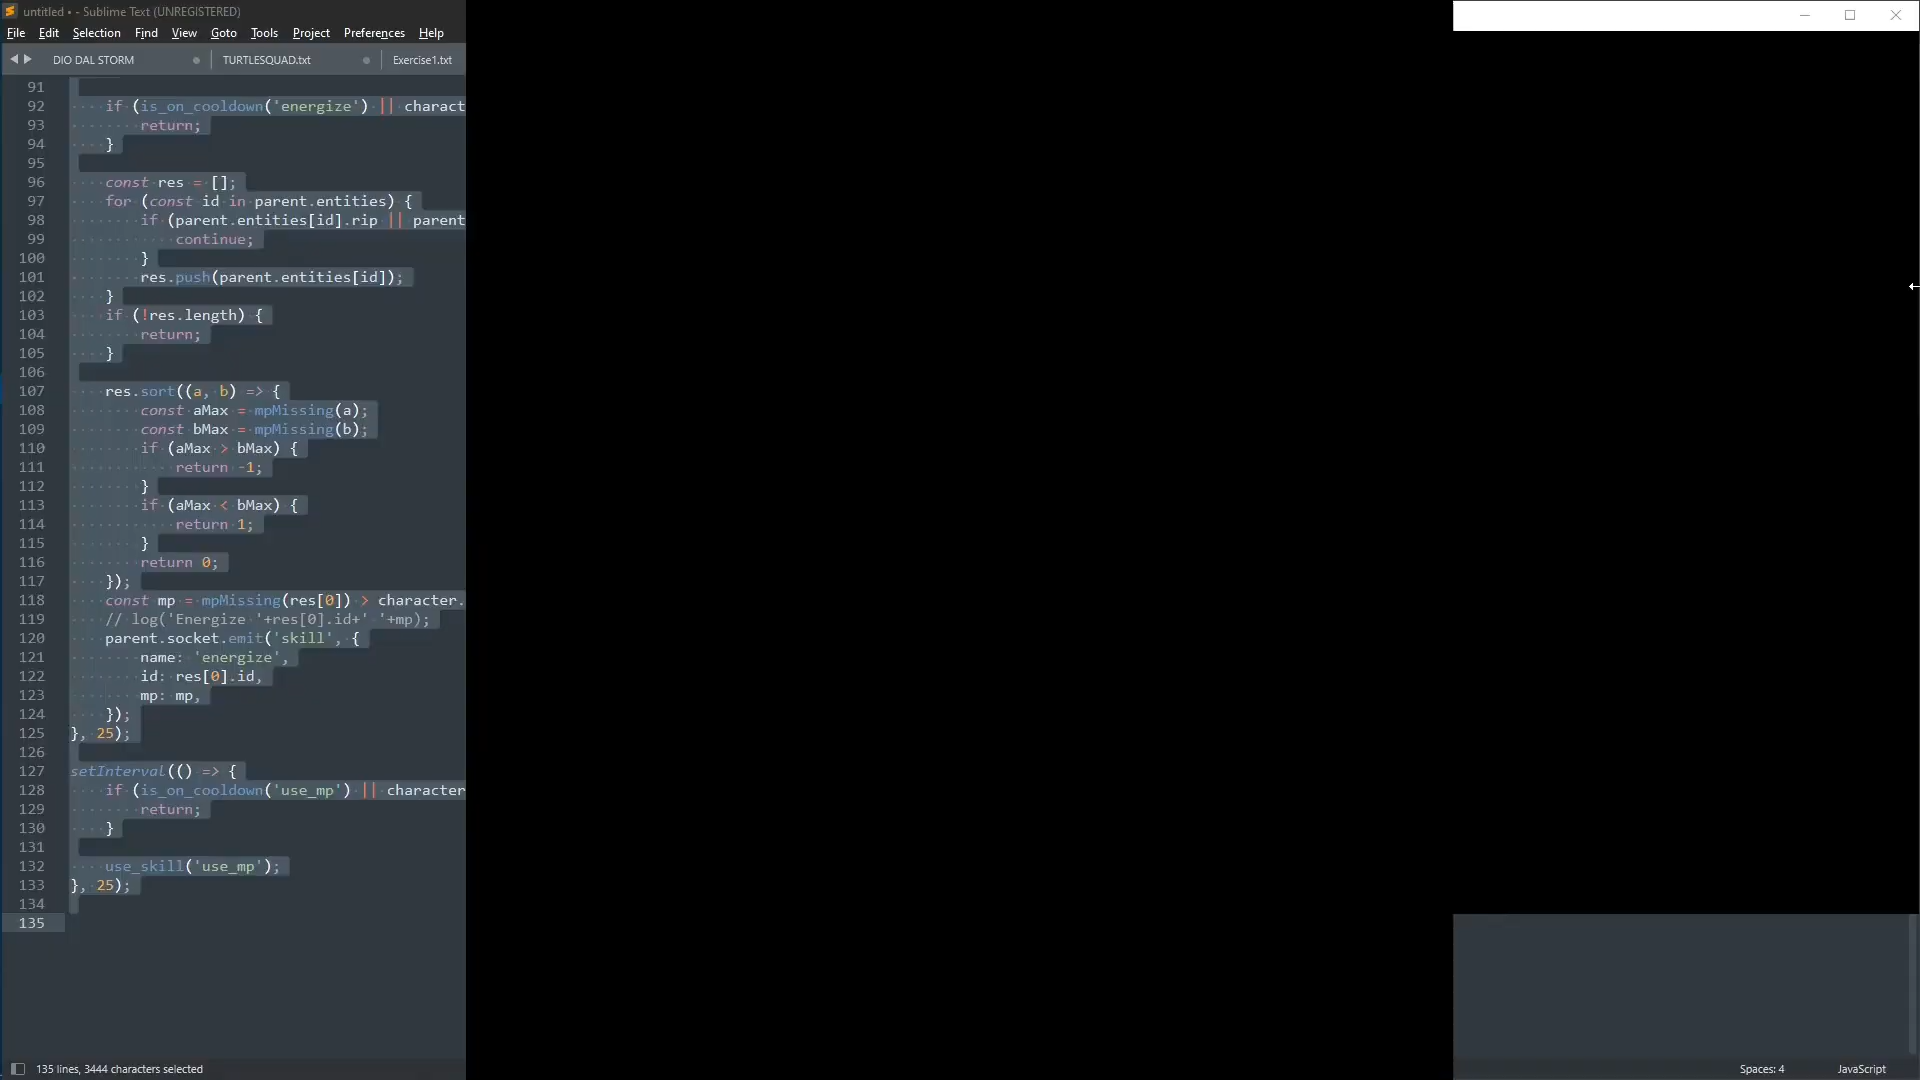 untitled • - Sublime Text (UNREGISTERED)
File Edit Selection Find View Goto Tools Project Preferences Help
DIO DAL STORM TURTLESQUAD.txt Exercise1.txt
91
92 if (is_on_cooldown('energize') || charact
93 return;
94 }
95
96 const res = [];
97 for (const id in parent.entities) {
98 if (parent.entities[id].rip || parent
99 continue;
100 }
101 res.push(parent.entities[id]);
102 }
103 if (!res.length) {
104 return;
105 }
106
107 res.sort((a, b) => {
108 const aMax = mpMissing(a);
109 const bMax = mpMissing(b);
110 if (aMax > bMax) {
111 return -1;
112 }
113 if (aMax < bMax) {
114 return 1;
115 }
116 return 0;
117 });
118 const mp = mpMissing(res[0]) > character.
119 // log('Energize '+res[0].id+' '+mp);
120 parent.socket.emit('skill', {
121 name: 'energize',
122 id: res[0].id,
123 mp: mp,
124 });
125 }, 25);
126
127 setInterval(() => {
128 if (is_on_cooldown('use_mp') || character
129 return;
130 }
131
132 use_skill('use_mp');
133 }, 25);
134
135
135 lines, 3444 characters selected
Spaces: 4 JavaScript